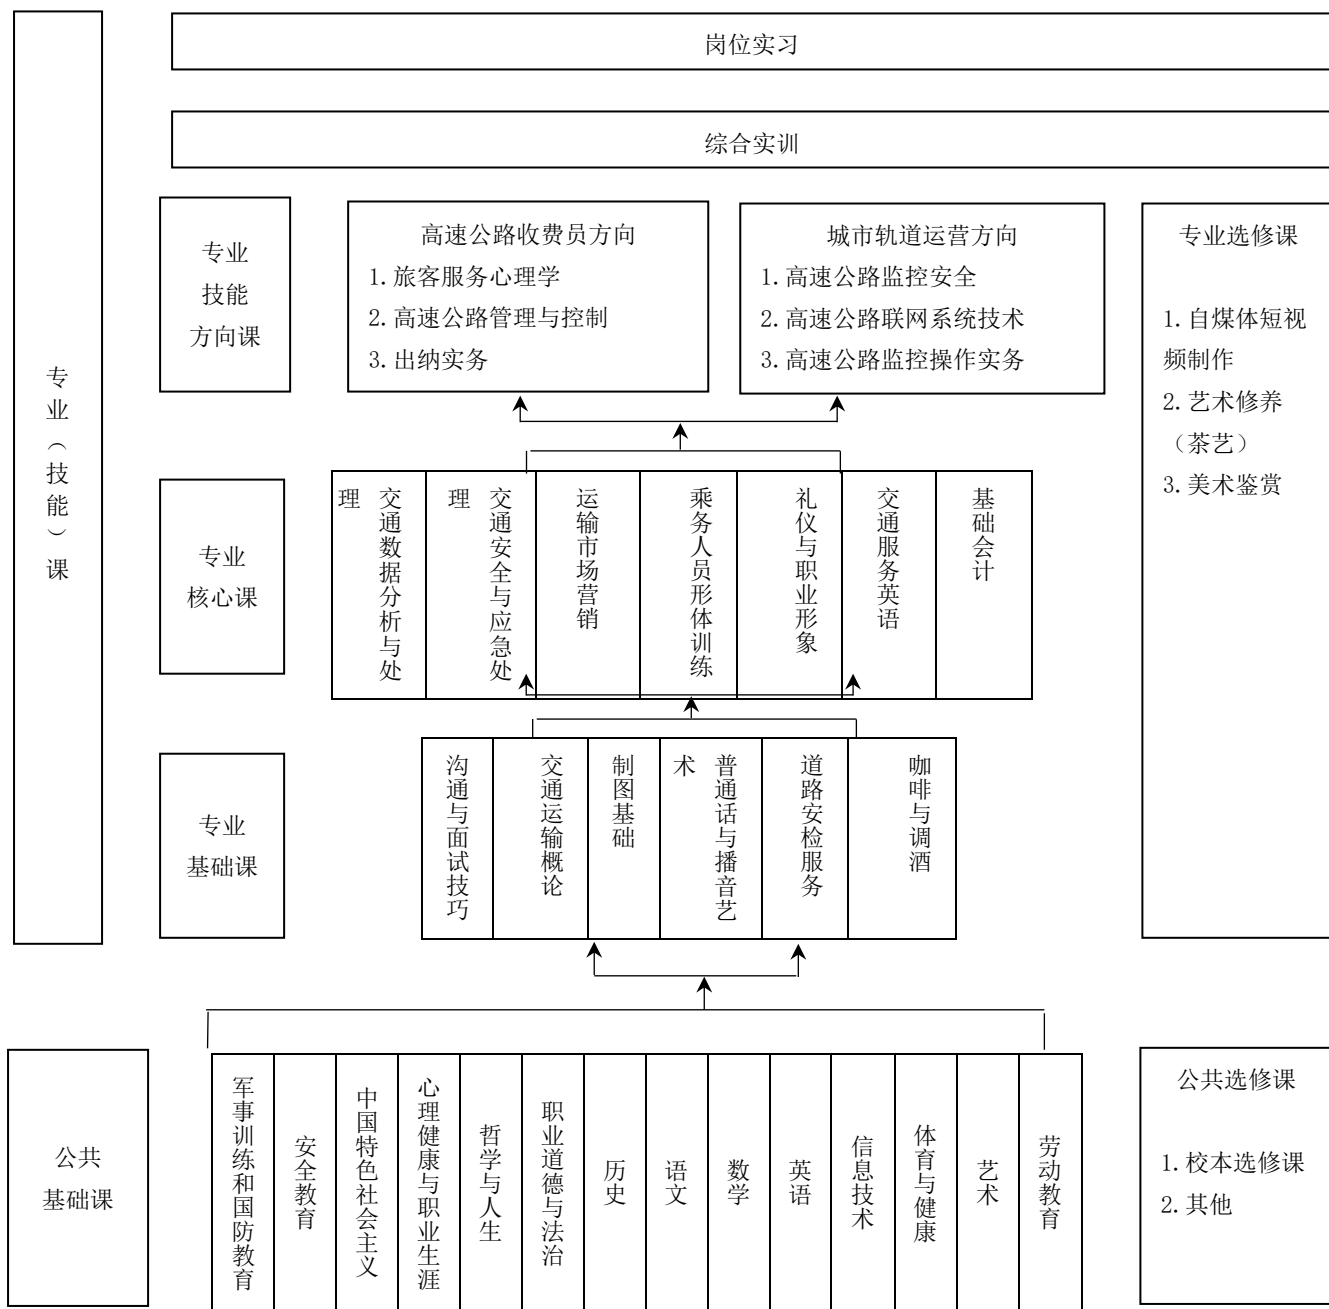 岗位实习
综合实训
专业（技能）课
专业
技能
方向课
高速公路收费员方向
1.旅客服务心理学
2.高速公路管理与控制
3.出纳实务
城市轨道运营方向
1.高速公路监控安全
2.高速公路联网系统技术
3.高速公路监控操作实务
专业选修课
1.自煤体短视
频制作
2.艺术修养
（茶艺）
3.美术鉴赏
专业
核心课
交通数据分析与处
理
交通安全与应急处
理
运输市场营销
乘务人员形体训练
礼仪与职业形象
交通服务英语
基础会计
专业
基础课
沟通与面试技巧
交通运输概论
制图基础
普通话与播音艺
术
道路安检服务
咖啡与调酒
公共
基础课
军事训练和国防教育
安全教育
中国特色社会主义
心理健康与职业生涯
哲学与人生
职业道德与法治
历史
语文
数学
英语
信息技术
体育与健康
艺术
劳动教育
公共选修课
1.校本选修课
2.其他